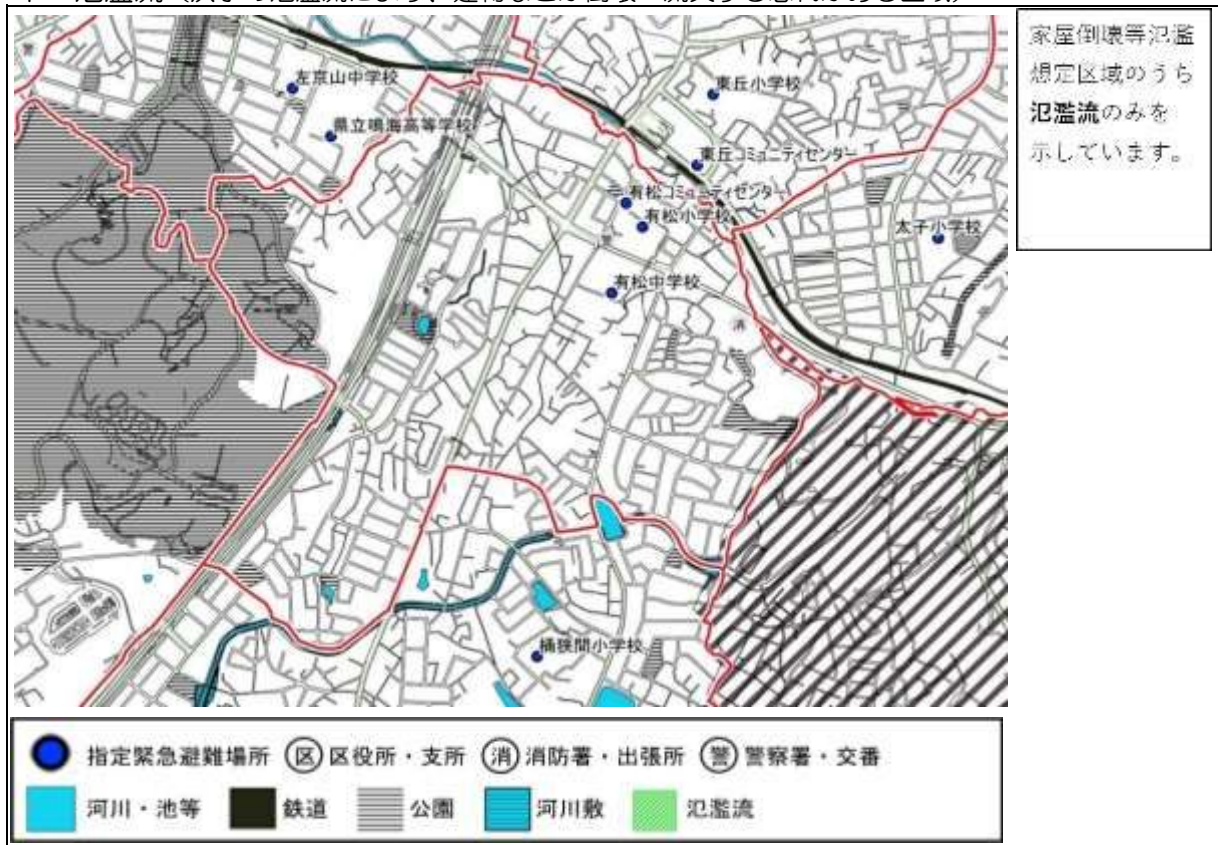 家屋倒壊等氾濫
想定区域のうち
氾濫流のみを
示しています。
左京山中学校
東丘小学校
県立鳴海高等学校
東丘コミュニティセンター
有松コミュニティセンター
有松小学校
太子小学校
有松中学校
消
桶狭間小学校
指定緊急避難場所 区 区役所・支所 消 消防署・出張所 警 警察署・交番
河川・池等 鉄道 公園 河川敷 氾濫流